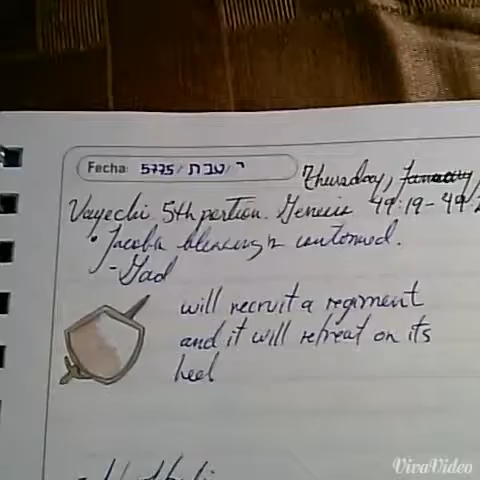 Fecha: 5775/טבת/י
Thursday, January
Vayechi 5th portion. Genesis 49:19-49:
• Jacob's blessings continued.
- Gad
will recruit a regiment
and it will retreat on its
heel
VivaVideo